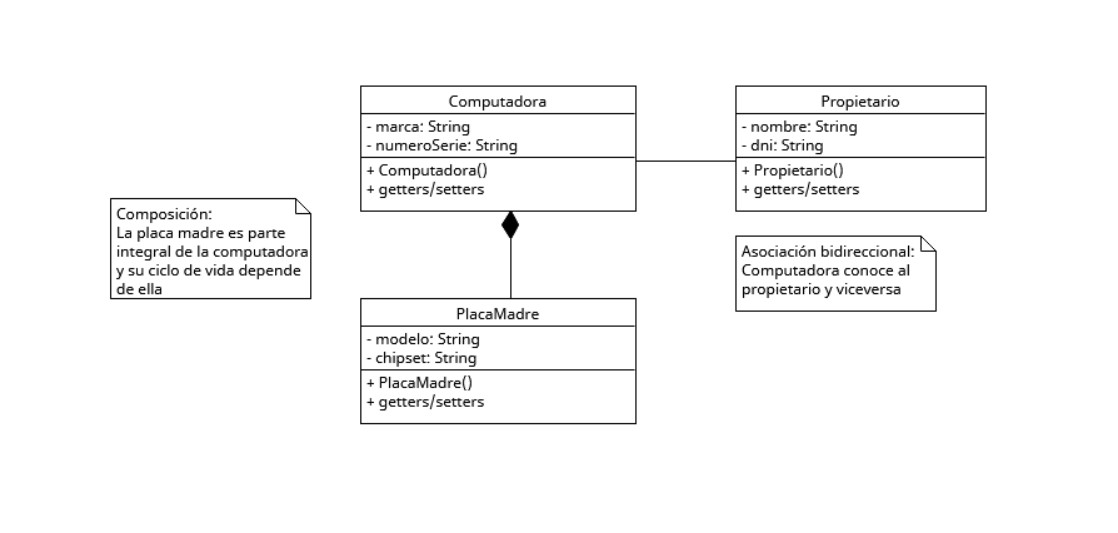 Computadora
- marca: String
- numeroSerie: String
+ Computadora()
+ getters/setters
Propietario
- nombre: String
- dni: String
+ Propietario()
+ getters/setters
Composición:
La placa madre es parte
integral de la computadora
y su ciclo de vida depende
de ella
Asociación bidireccional:
Computadora conoce al
propietario y viceversa
PlacaMadre
- modelo: String
- chipset: String
+ PlacaMadre()
+ getters/setters